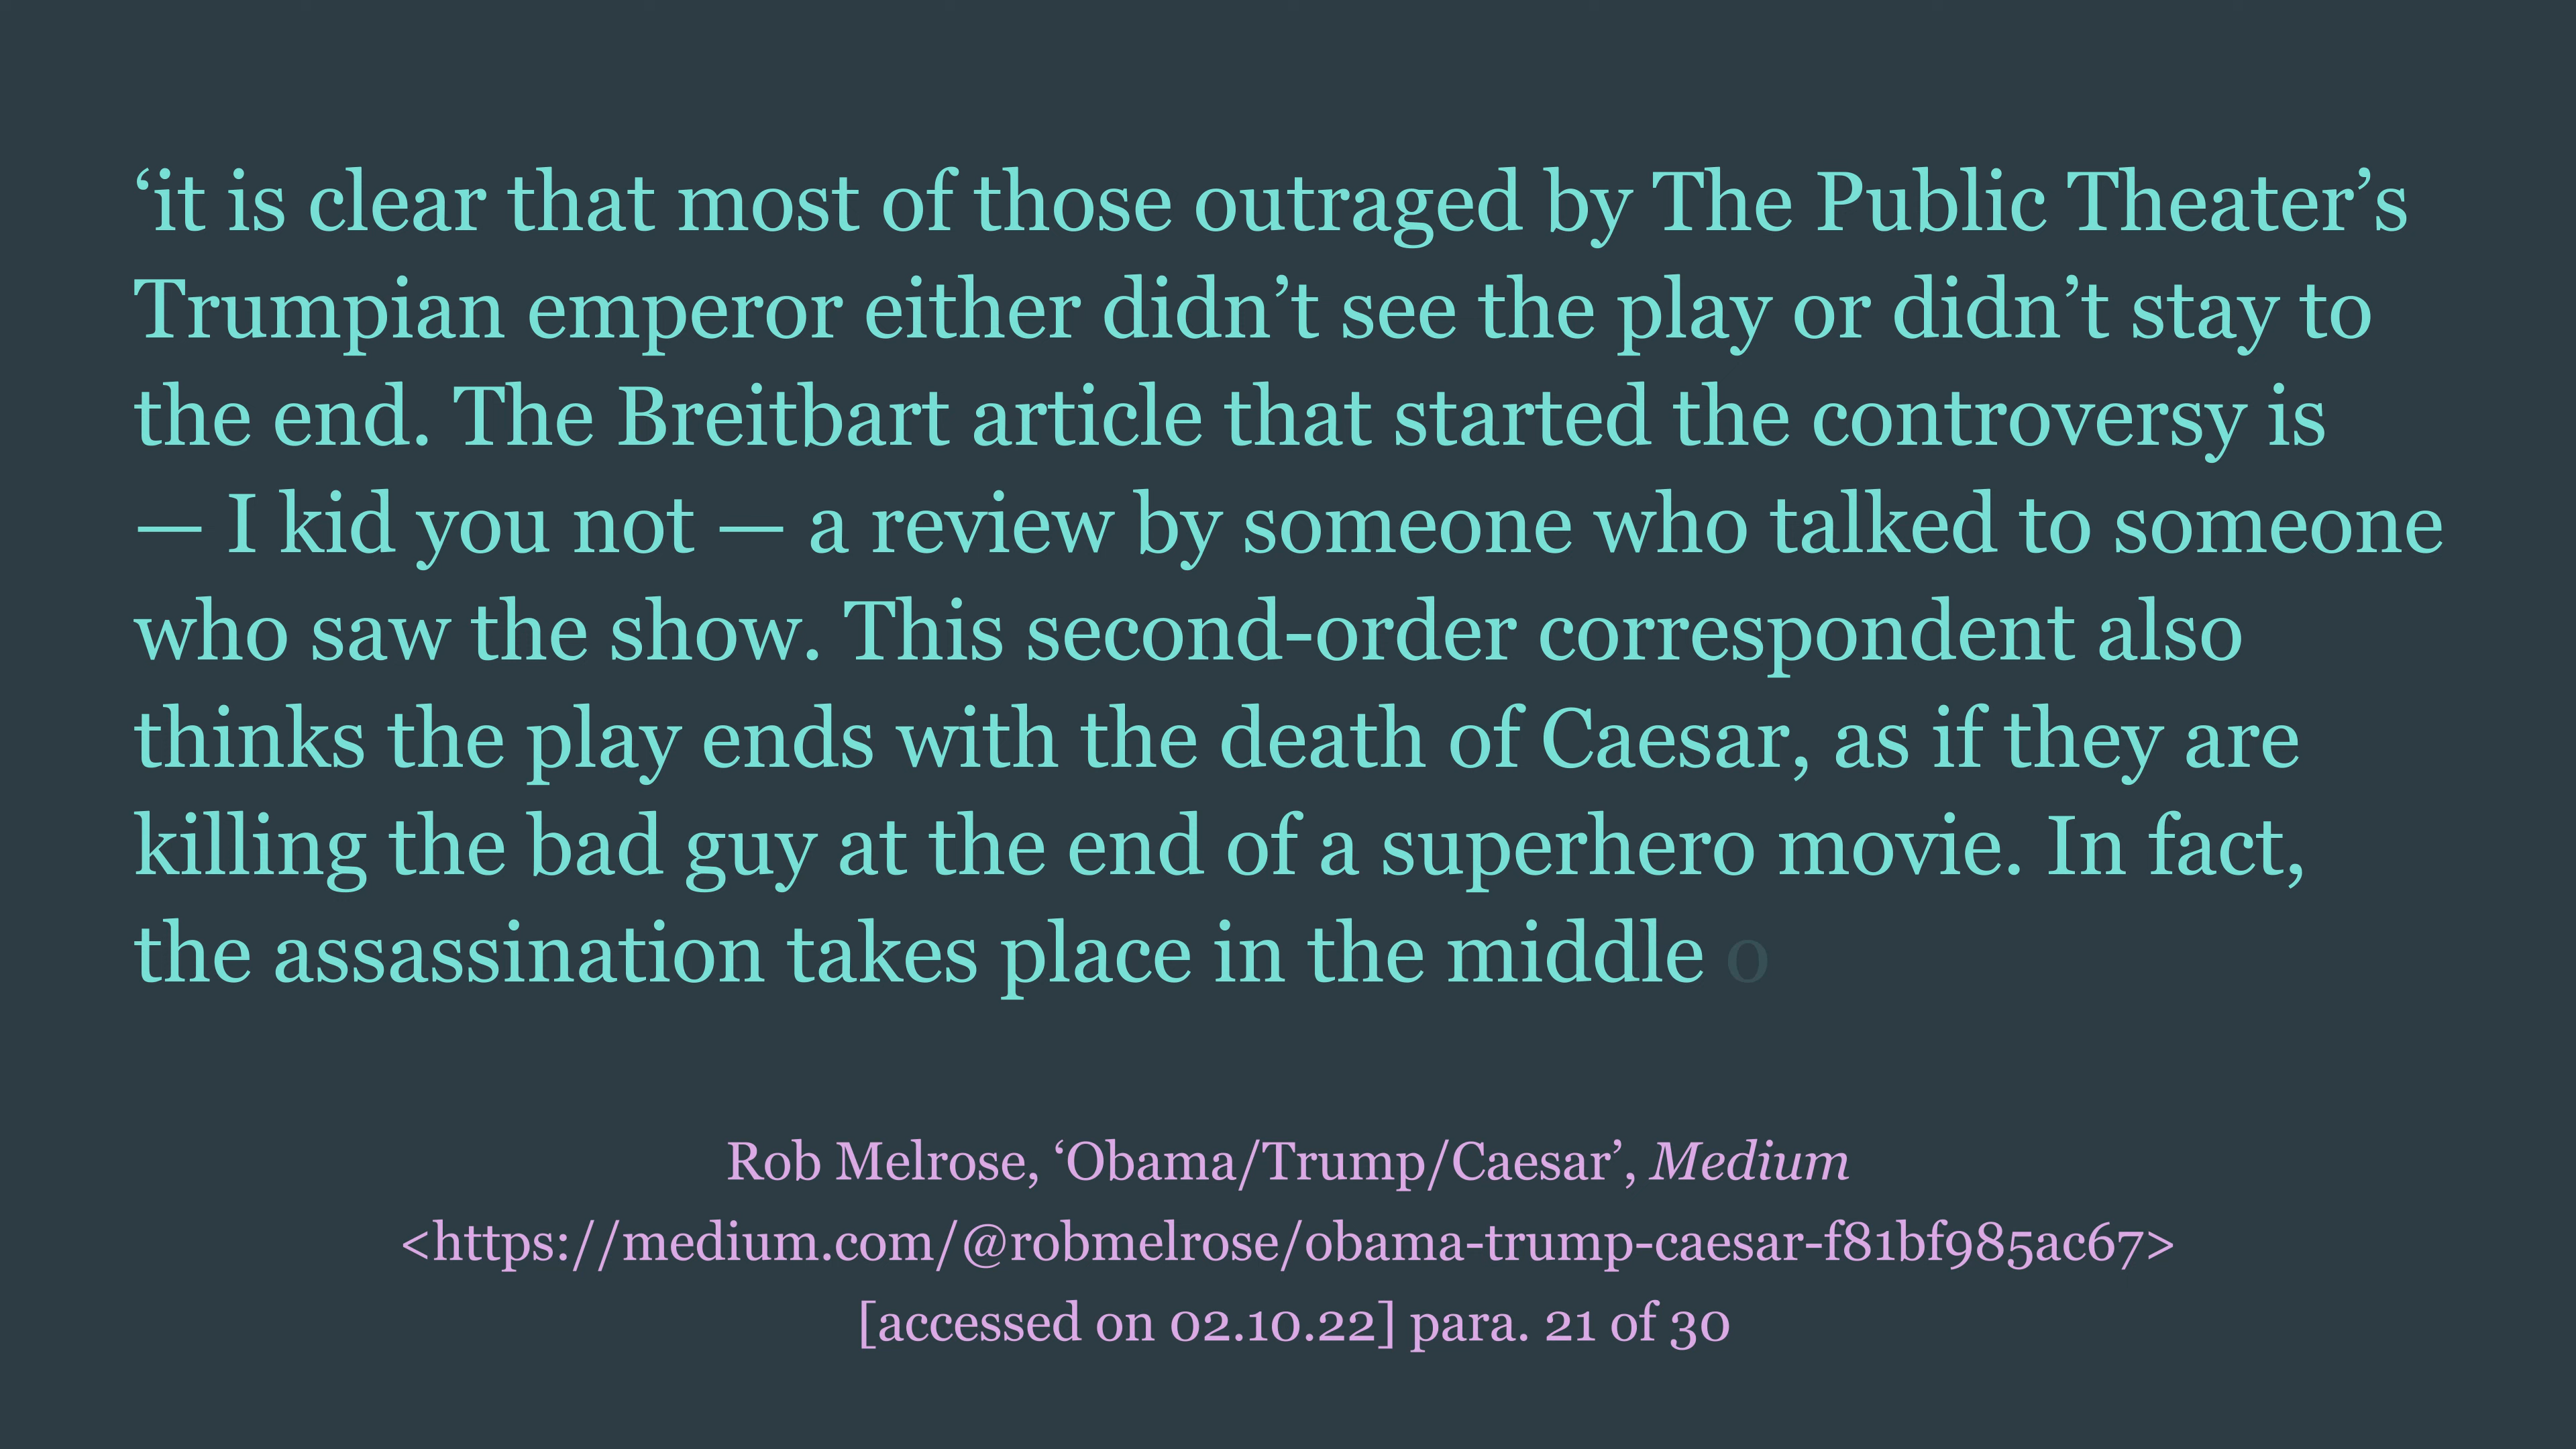 ‘it is clear that most of those outraged by The Public Theater’s
Trumpian emperor either didn’t see the play or didn’t stay to
the end. The Breitbart article that started the controversy is
— I kid you not — a review by someone who talked to someone
who saw the show. This second-order correspondent also
thinks the play ends with the death of Caesar, as if they are
killing the bad guy at the end of a superhero movie. In fact,
the assassination takes place in the middle o
Rob Melrose, ‘Obama/Trump/Caesar’, Medium
<https://medium.com/@robmelrose/obama-trump-caesar-f81bf985ac67>
[accessed on 02.10.22] para. 21 of 30